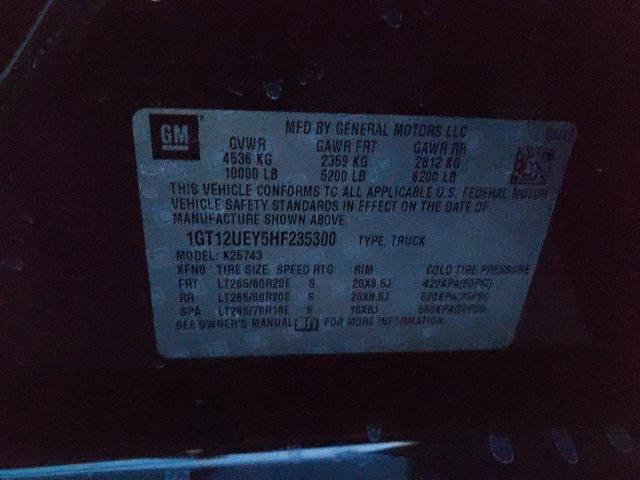 GM
MFD BY GENERAL MOTORS LLC
GVWR GAWR FRT GAWR RR
4536 KG 2359 KG 2812 KG
10000 LB 5200 LB 6200 LB
THIS VEHICLE CONFORMS TO ALL APPLICABLE U.S. FEDERAL MOTOR
VEHICLE SAFETY STANDARDS IN EFFECT ON THE DATE OF
MANUFACTURE SHOWN ABOVE.
1GT12UEY5HF235300 TYPE: TRUCK
MODEL: K25743
KFNB TIRE SIZE SPEED RTG RIM COLD TIRE PRESSURE
FRT LT265/60R20E S 20X8.5J
RR LT265/60R20E S 20X8.5J
SPA S 18X8J
SEE OWNER'S MANUAL FOR MORE INFORMATION